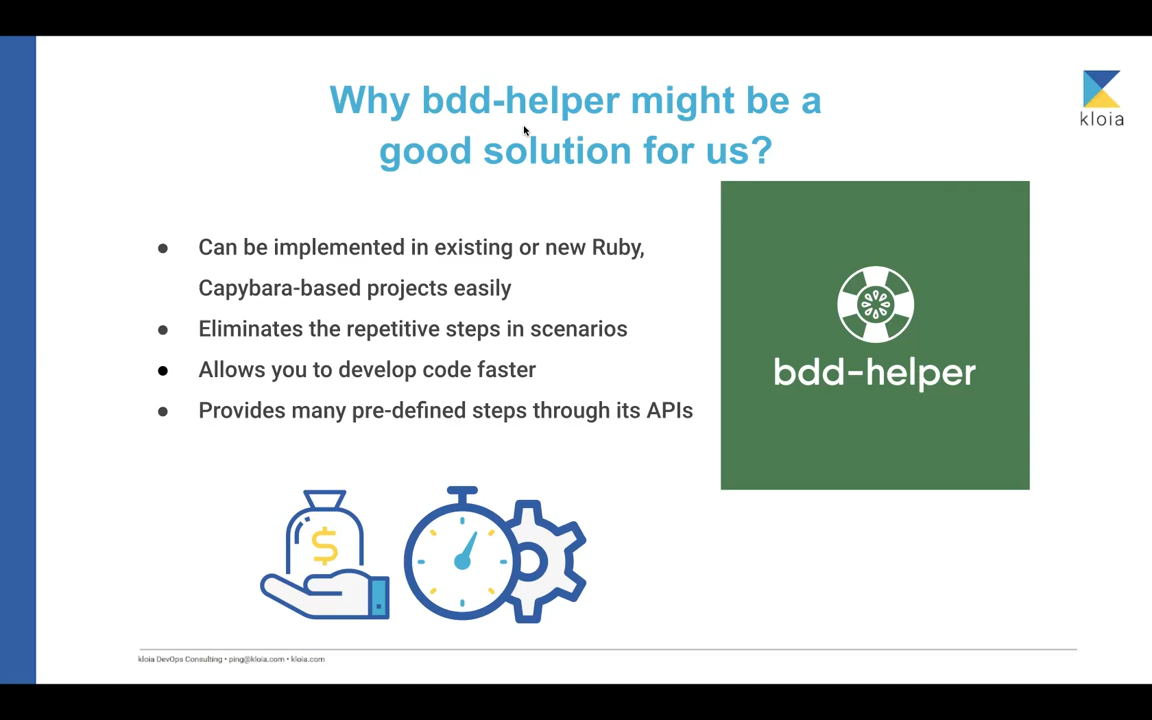 Why bdd-helper might be a
good solution for us?
kloia
● Can be implemented in existing or new Ruby,
Capybara-based projects easily
● Eliminates the repetitive steps in scenarios
● Allows you to develop code faster
● Provides many pre-defined steps through its APIs
bdd-helper
$
kloia DevOps Consulting • ping@kloia.com • kloia.com